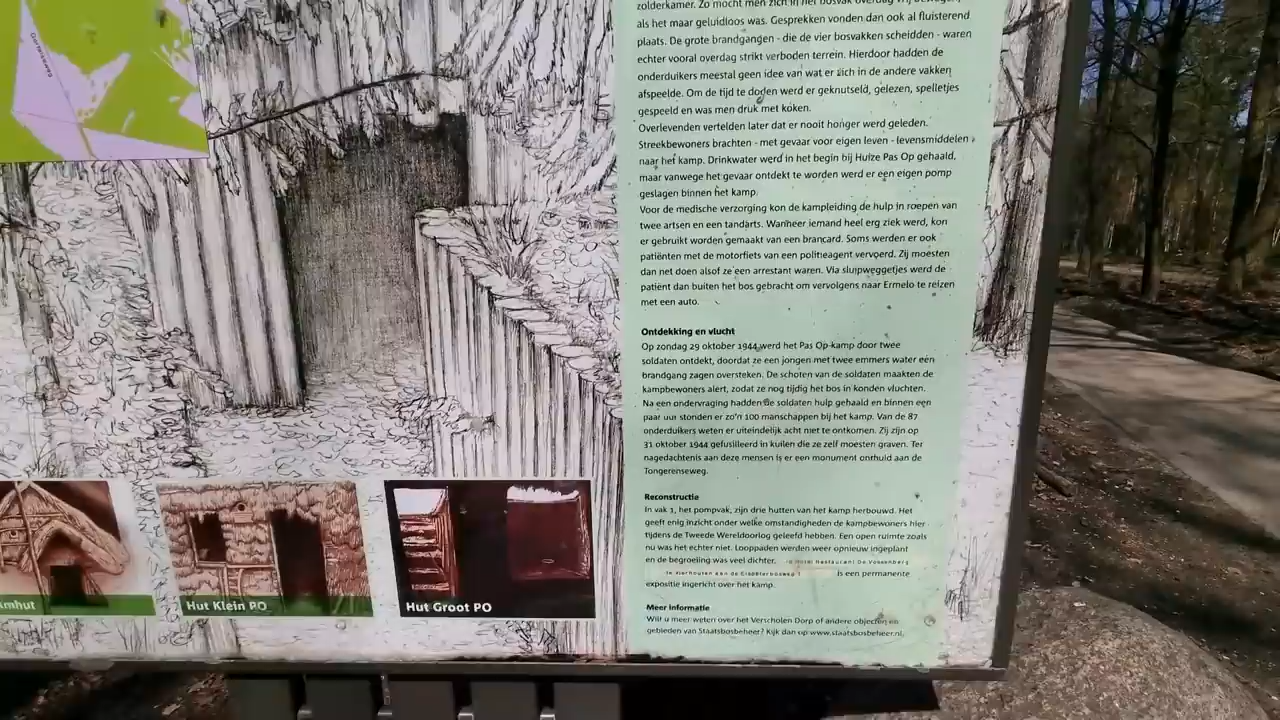 zolderkamer. Zo mocht men zich in het bosvak overdag vrij bewegen,
als het maar geluidloos was. Gesprekken vonden dan ook al fluisterend
plaats. De grote brandgangen - die de vier bosvakken scheidden - waren
echter vooral overdag strikt verboden terrein. Hierdoor hadden de
onderduikers meestal geen idee van wat er zich in de andere vakken
afspeelde. Om de tijd te doden werd er geknutseld, gelezen, spelletjes
gespeeld en was men druk met koken.
Overlevenden vertelden later dat er nooit honger werd geleden.
Streekbewoners brachten - met gevaar voor eigen leven - levensmiddelen
naar het kamp. Drinkwater werd in het begin bij Huize Pas Op gehaald,
maar vanwege het gevaar ontdekt te worden werd er een eigen pomp
geslagen binnen het kamp.
Voor de medische verzorging kon de kampleiding de hulp in roepen van
twee artsen en een tandarts. Wanneer iemand heel erg ziek werd, kon
er gebruikt worden gemaakt van een brancard. Soms werden er ook
patiënten met de motorfiets van een politieagent vervoerd. Zij moesten
dan net doen alsof ze een arrestant waren. Via sluipweggetjes werd de
patiënt dan buiten het bos gebracht om vervolgens naar Ermelo te reizen
met een auto.
Ontdekking en vlucht
Op zondag 29 oktober 1944 werd het Pas Op-kamp door twee
soldaten ontdekt, doordat ze een jongen met twee emmers water een
brandgang zagen oversteken. De schoten van de soldaten maakten de
kampbewoners alert, zodat ze nog tijdig het bos in konden vluchten.
Na een ondervraging hadden de soldaten hulp gehaald en binnen een
paar uur stonden er zo'n 100 manschappen bij het kamp. Van de 87
onderduikers weten er uiteindelijk acht niet te ontkomen. Zij zijn op
31 oktober 1944 gefusilleerd in kuilen die ze zelf moesten graven. Ter
nagedachtenis aan deze mensen is er een monument onthuld aan de
Tongerenseweg.
Reconstructie
In vak 1, het pompvak, zijn drie hutten van het kamp herbouwd. Het
geeft enig inzicht onder welke omstandigheden de kampbewoners hier
tijdens de Tweede Wereldoorlog geleefd hebben. Een open ruimte zoals
nu was het echter niet. Looppaden werden weer opnieuw ingeplant
en de begroeiing was veel dichter. Hotel Restaurant De Vossenberg
te Vierhouten aan de Elspeterbosweg 1 is een permanente
expositie ingericht over het kamp.
Meer informatie
Wilt u meer weten over het Verscholen Dorp of andere objecten en
gebieden van Staatsbosbeheer? Kijk dan op www.staatsbosbeheer.nl.
Hut Klein PO
Hut Groot PO